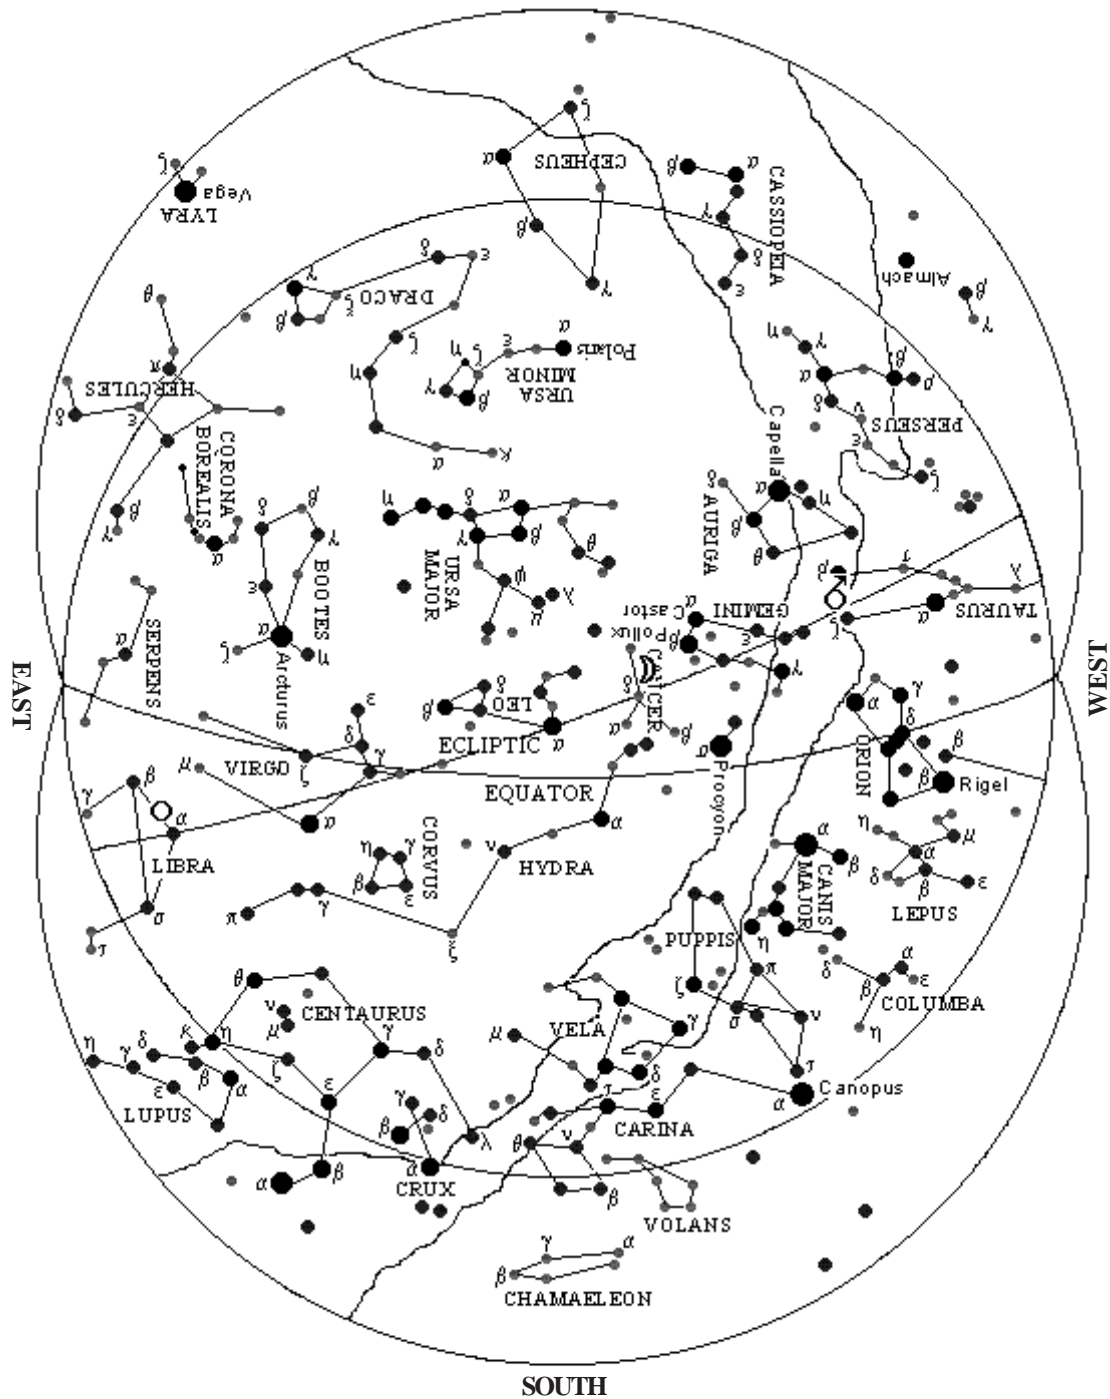 ζ
α
CEPHEUS
β
γ
β
α
CASSIOPEIA
γ
δ
ε
ζ
Vega
LYRA
Almach
β
γ
θ
π
HERCULES
δ
ε
β
γ
γ
β
ξ
DRACO
δ
ε
ζ
η
α
κ
α
Polaris
ε
ζ
η
γ
β
URSA
MINOR
η
γ
α
β
ρ
δ
ν
ε
PERSEUS
ζ
CORONA
BOREALIS
α
δ
β
γ
ε
BOOTES
α
ζ
η
Arcturus
η
δ
α
γ
β
URSA
MAJOR
θ
ψ
λ
μ
Capella
δ
α
η
β
θ
AURIGA
β
τ
λ
TAURUS
ζ
α
♂
α
Castor
GEMINI
ε
Pollux
β
γ
SERPENS
α
EAST
WEST
CANCER
δ
α
β
δ
LEO
β
α
ECLIPTIC
ε
δ
γ
VIRGO
ζ
μ
α
EQUATOR
α
Procyon
α
γ
δ
ORION
β
β
Rigel
β
γ
α
LIBRA
σ
τ
CORVUS
η
γ
β
ε
α
ν
HYDRA
π
γ
ξ
α
β
CANIS
MAJOR
η
η
μ
α
δ
β
ε
LEPUS
PUPPIS
ζ
π
σ
ν
τ
δ
α
β
ε
COLUMBA
η
θ
ν
μ
CENTAURUS
κ
η
ζ
γ
δ
ε
λ
α
β
η
γ
δ
β
α
ε
LUPUS
μ
VELA
γ
δ
α
Canopus
ι
ε
CARINA
θ
ν
β
γ
δ
β
α
CRUX
VOLANS
γ
α
β
CHAMAELEON
SOUTH